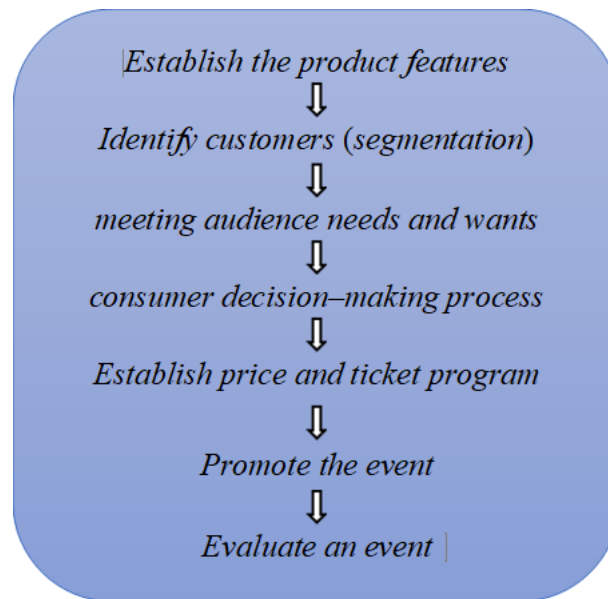 Establish the product features
Identify customers (segmentation)
meeting audience needs and wants
consumer decision–making process
Establish price and ticket program
Promote the event
Evaluate an event